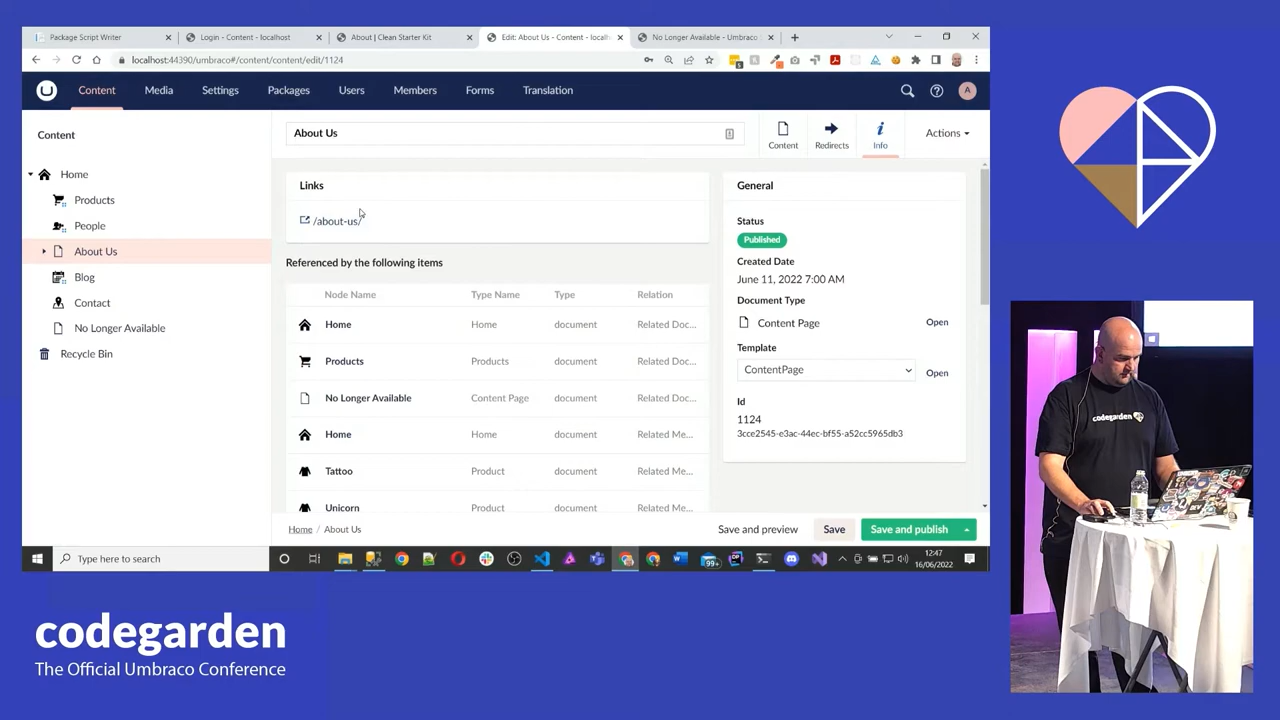 Package Script Writer
Login - Content - localhost
About | Clean Starter Kit
Edit: About Us - Content - localh
No Longer Available - Umbraco S
localhost:44390/umbraco#/content/content/edit/1124
Content
Media
Settings
Packages
Users
Members
Forms
Translation
A
Content
Home
Products
People
About Us
Blog
Contact
No Longer Available
Recycle Bin
About Us
Content
Redirects
Info
Actions
Links
/about-us/
Referenced by the following items
Node Name Type Name Type Relation
Home Home document Related Doc...
Products Products document Related Doc...
No Longer Available Content Page document Related Doc...
Home Home document Related Me...
Tattoo Product document Related Me...
Unicorn Product document Related Me...
General
Status
Published
Created Date
June 11, 2022 7:00 AM
Document Type
Content Page Open
Template
ContentPage Open
Id
1124
3cce2545-e3ac-44ec-bf55-a52cc5965db3
Home / About Us
Save and preview
Save
Save and publish
Type here to search
99+
12:47
16/06/2022
codegarden
codegarden
The Official Umbraco Conference